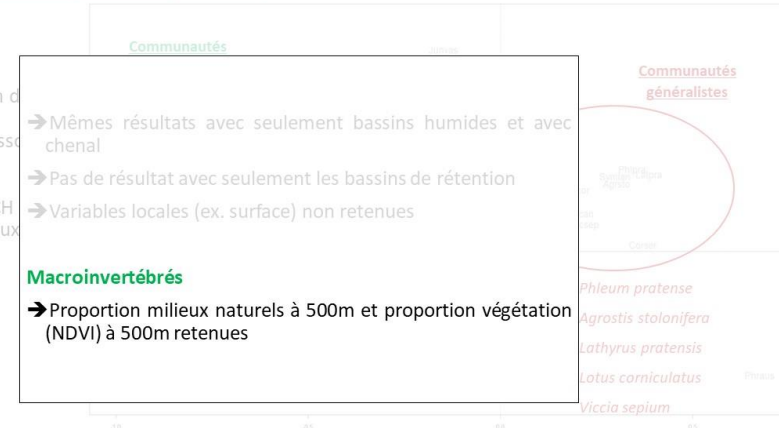 Communautés
Communautés
généralistes
➔Mêmes résultats avec seulement bassins humides et avec
chenal
➔Pas de résultat avec seulement les bassins de rétention
➔Variables locales (ex. surface) non retenues
Macroinvertébrés
➔Proportion milieux naturels à 500m et proportion végétation
(NDVI) à 500m retenues
Phleum pratense
Agrostis stolonifera
Lathyrus pratensis
Lotus corniculatus
Viccia sepium